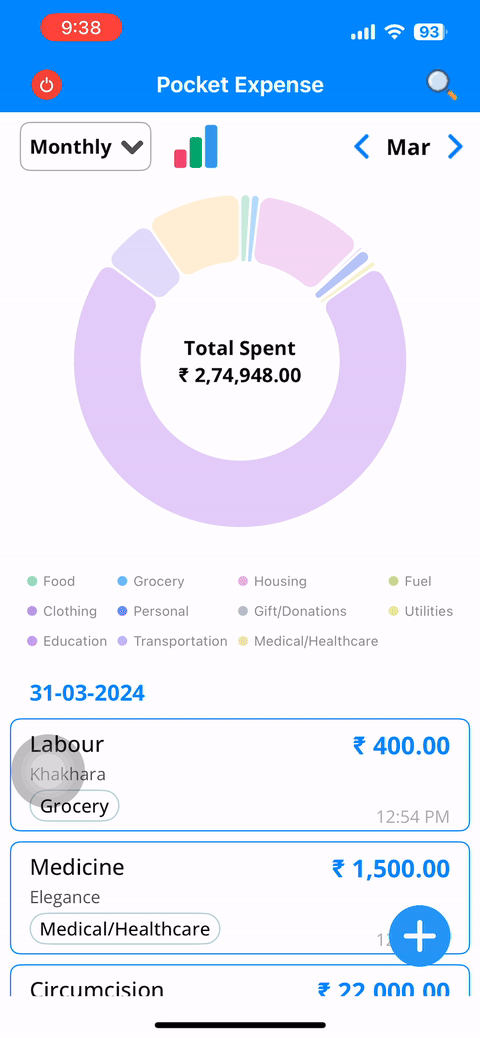 9:38
93
Pocket Expense
Monthly
Mar
Total Spent
₹ 2,74,948.00
Food Grocery Housing Fuel
Clothing Personal Gift/Donations Utilities
Education Transportation Medical/Healthcare
31-03-2024
Labour ₹ 400.00
Khakhara
Grocery 12:54 PM
Medicine ₹ 1,500.00
Elegance
Medical/Healthcare
Circumcision ₹ 22,000.00